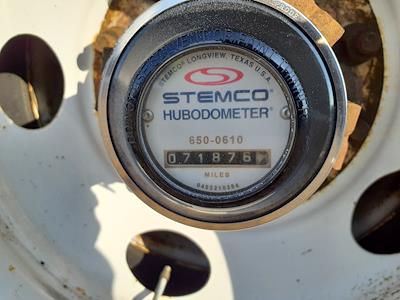 STEMCO LONGVIEW, TEXAS U.S.A.
STEMCO®
HUBODOMETER®
650-0610
071876
MILES